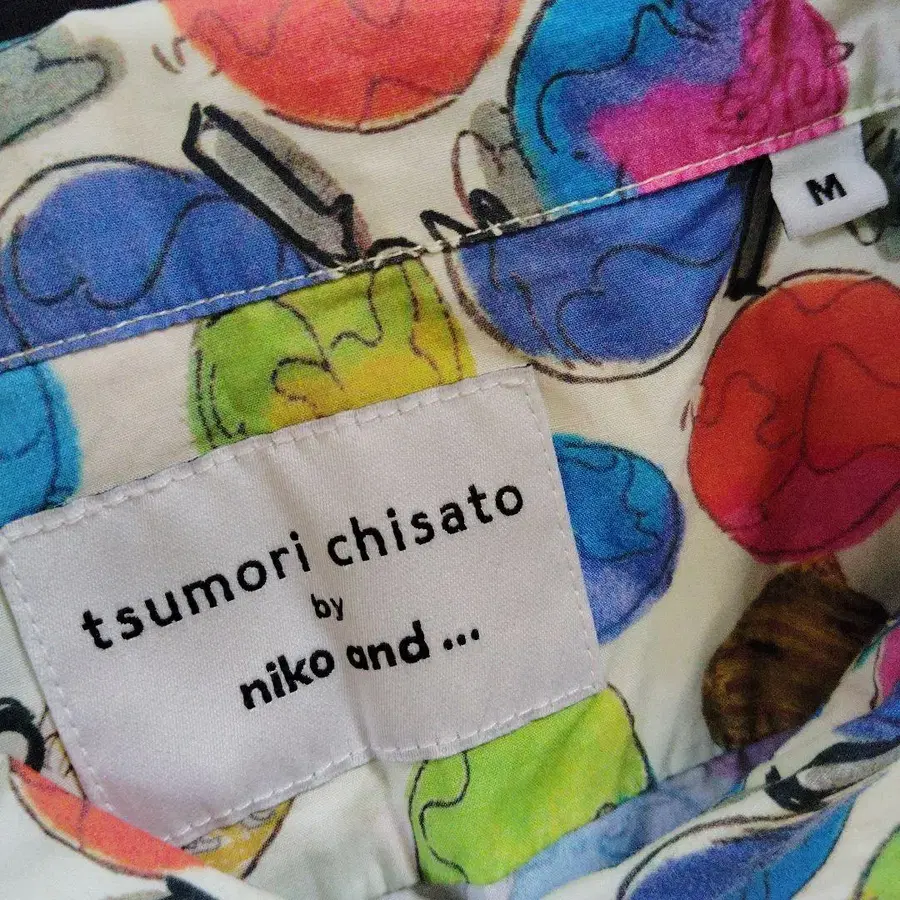 M
tsumori chisato
by
niko and ...